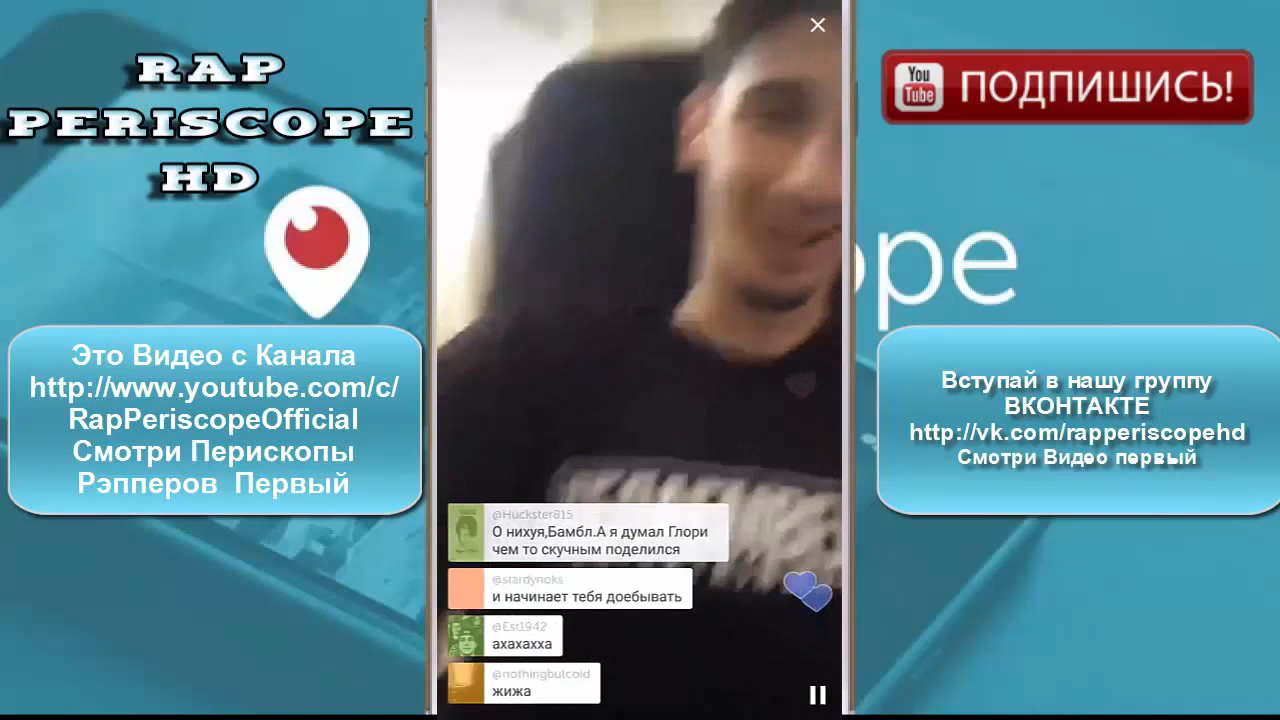 RAP
PERISCOPE
HD
Это Видео с Канала
http://www.youtube.com/c/
RapPeriscopeOfficial
Смотри Перископы
Рэпперов Первый
@Huckster815
О нихуя,Бамбл.А я думал Глори
чем то скучным поделился
@stardynoks
и начинает тебя доебывать
@Est1942
ахахахха
@nothingbutcold
жижа
You
Tube
ПОДПИШИСЬ!
ope
Вступай в нашу группу
ВКОНТАКТЕ
http://vk.com/rapperiscopehd
Смотри Видео первый